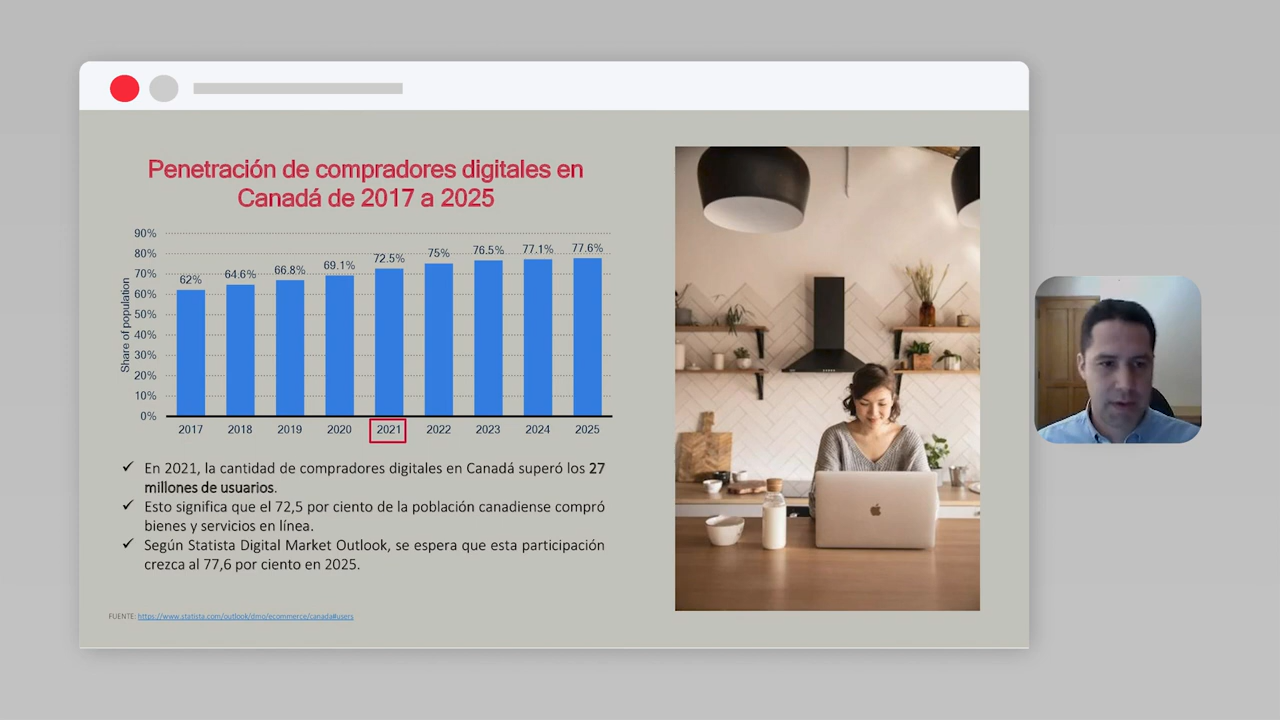 Penetración de compradores digitales en
Canadá de 2017 a 2025
Share of population
90%
80%
70%
60%
50%
40%
30%
20%
10%
0%
62%
64.6%
66.8%
69.1%
72.5%
75%
76.5%
77.1%
77.6%
2017 2018 2019 2020 2021 2022 2023 2024 2025
✓ En 2021, la cantidad de compradores digitales en Canadá superó los 27
millones de usuarios.
✓ Esto significa que el 72,5 por ciento de la población canadiense compró
bienes y servicios en línea.
✓ Según Statista Digital Market Outlook, se espera que esta participación
crezca al 77,6 por ciento en 2025.
FUENTE: https://www.statista.com/outlook/dmo/ecommerce/canada#users